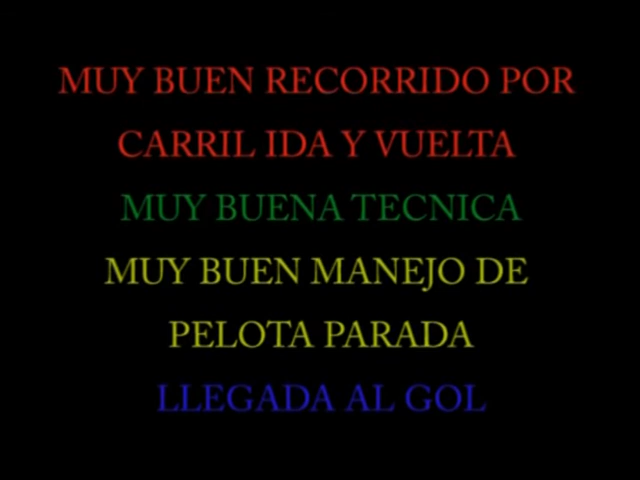 MUY BUEN RECORRIDO POR
CARRIL IDA Y VUELTA
MUY BUENA TECNICA
MUY BUEN MANEJO DE
PELOTA PARADA
LLEGADA AL GOL